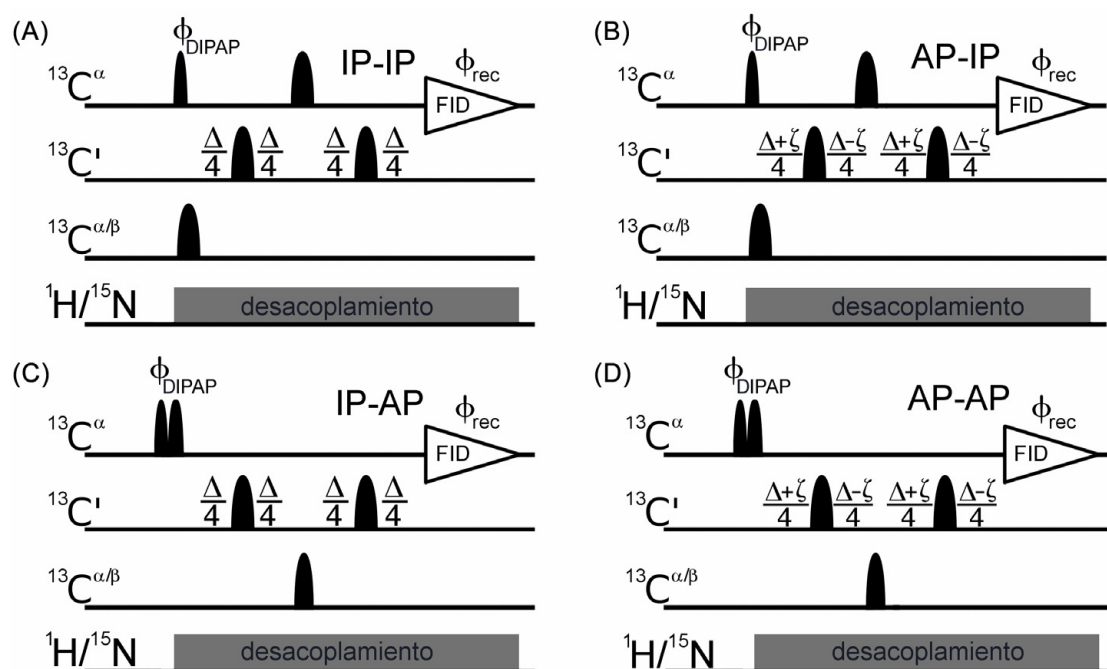 (A)
ϕDIPAP
IP-IP
ϕrec
13Cα
FID
Δ/4 Δ/4 Δ/4 Δ/4
13C'
13Cα/β
1H/15N
desacoplamiento
(B)
ϕDIPAP
AP-IP
ϕrec
13Cα
FID
Δ+ζ/4 Δ-ζ/4 Δ+ζ/4 Δ-ζ/4
13C'
13Cα/β
1H/15N
desacoplamiento
(C)
ϕDIPAP
IP-AP
ϕrec
13Cα
FID
Δ/4 Δ/4 Δ/4 Δ/4
13C'
13Cα/β
1H/15N
desacoplamiento
(D)
ϕDIPAP
AP-AP
ϕrec
13Cα
FID
Δ+ζ/4 Δ-ζ/4 Δ+ζ/4 Δ-ζ/4
13C'
13Cα/β
1H/15N
desacoplamiento